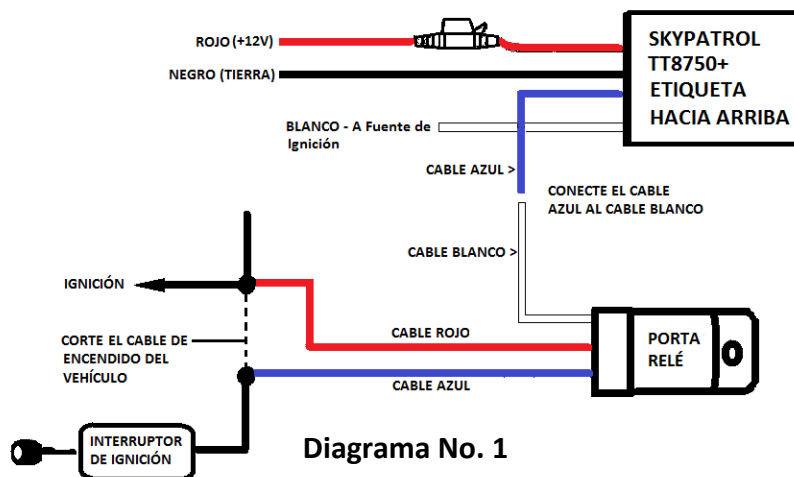 ROJO (+12V)
NEGRO (TIERRA)
SKYPATROL
TT8750+
ETIQUETA
HACIA ARRIBA
BLANCO - A Fuente de
Ignición
CABLE AZUL >
CONECTE EL CABLE
AZUL AL CABLE BLANCO
CABLE BLANCO >
IGNICIÓN
CORTE EL CABLE DE
ENCENDIDO DEL
VEHÍCULO
CABLE ROJO
PORTA
RELÉ
CABLE AZUL
INTERRUPTOR
DE IGNICIÓN
Diagrama No. 1